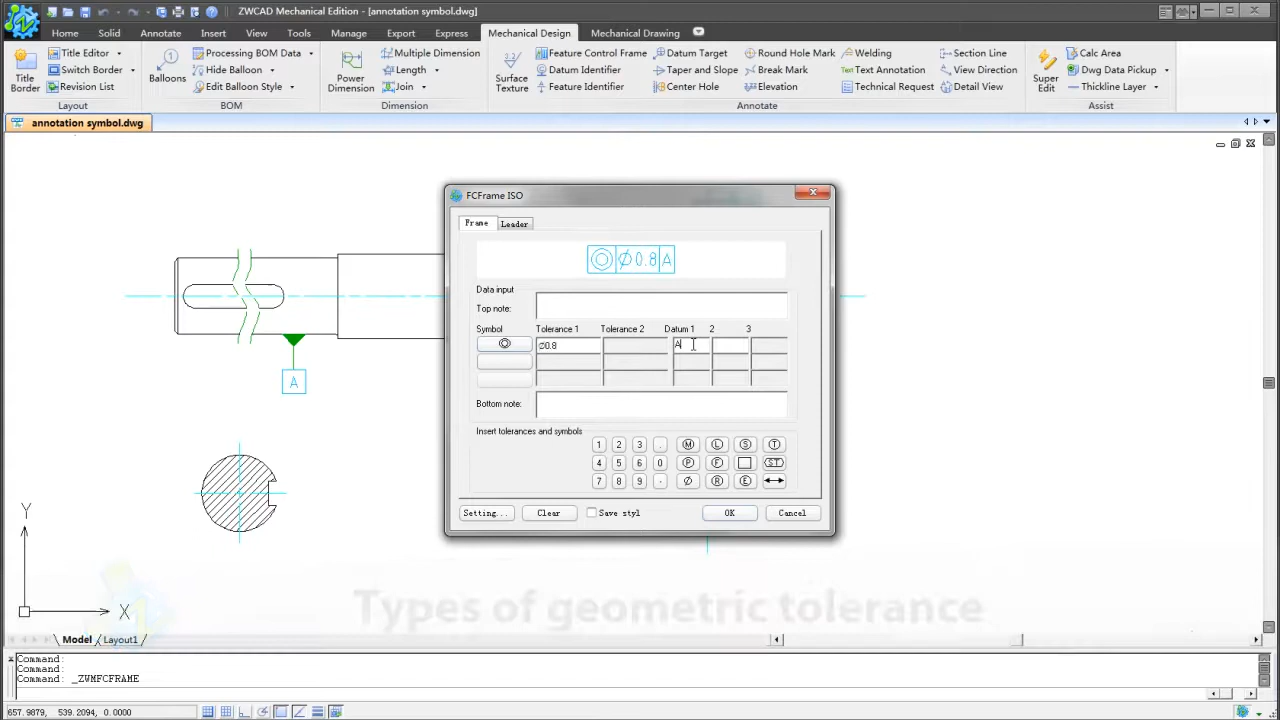 ZWCAD Mechanical Edition - [annotation symbol.dwg]
Home Solid Annotate Insert View Tools Manage Export Express Mechanical Design Mechanical Drawing
Title Editor Processing BOM Data Multiple Dimension Feature Control Frame Datum Target Round Hole Mark Welding Section Line Calc Area
Switch Border Hide Balloon Length Datum Identifier Taper and Slope Break Mark Text Annotation View Direction Dwg Data Pickup
Title Border Balloons Power Dimension Surface Texture Super Edit
Revision List Edit Balloon Style Join Feature Identifier Center Hole Elevation Technical Request Detail View Thickline Layer
Layout BOM Dimension Annotate Assist
annotation symbol.dwg
FCFrame ISO
Frame Leader
◎ Ø0.8 A
Data input
Top note:
Symbol Tolerance 1 Tolerance 2 Datum 1 2 3
◎ Ø0.8 A
A
Bottom note:
Insert tolerances and symbols
1 2 3 . Ⓜ Ⓛ Ⓢ Ⓣ
4 5 6 0 Ⓟ Ⓕ □ ST
7 8 9 - Ø Ⓡ Ⓔ ↔
Setting... Clear Save styl OK Cancel
Y
X
Types of geometric tolerance
Model Layout1
Command:
Command:
Command: _ZWMFCFRAME
657.9879, 539.2094, 0.0000